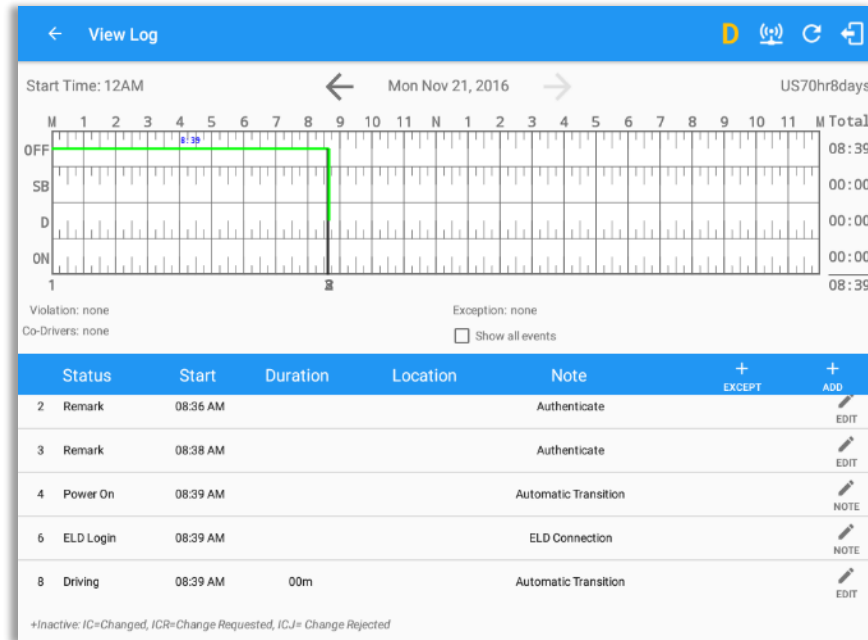 View Log D
Start Time: 12AM Mon Nov 21, 2016 US70hr8days
M 1 2 3 4 5 6 7 8 9 10 11 N 1 2 3 4 5 6 7 8 9 10 11 M Total
8:39
OFF 08:39
SB 00:00
D 00:00
ON 00:00
1 08:39
Violation: none Exception: none
Co-Drivers: none Show all events
Status Start Duration Location Note + EXCEPT + ADD
2 Remark 08:36 AM Authenticate EDIT
3 Remark 08:38 AM Authenticate EDIT
4 Power On 08:39 AM Automatic Transition NOTE
6 ELD Login 08:39 AM ELD Connection NOTE
8 Driving 08:39 AM 00m Automatic Transition EDIT
+Inactive: IC=Changed, ICR=Change Requested, ICJ= Change Rejected